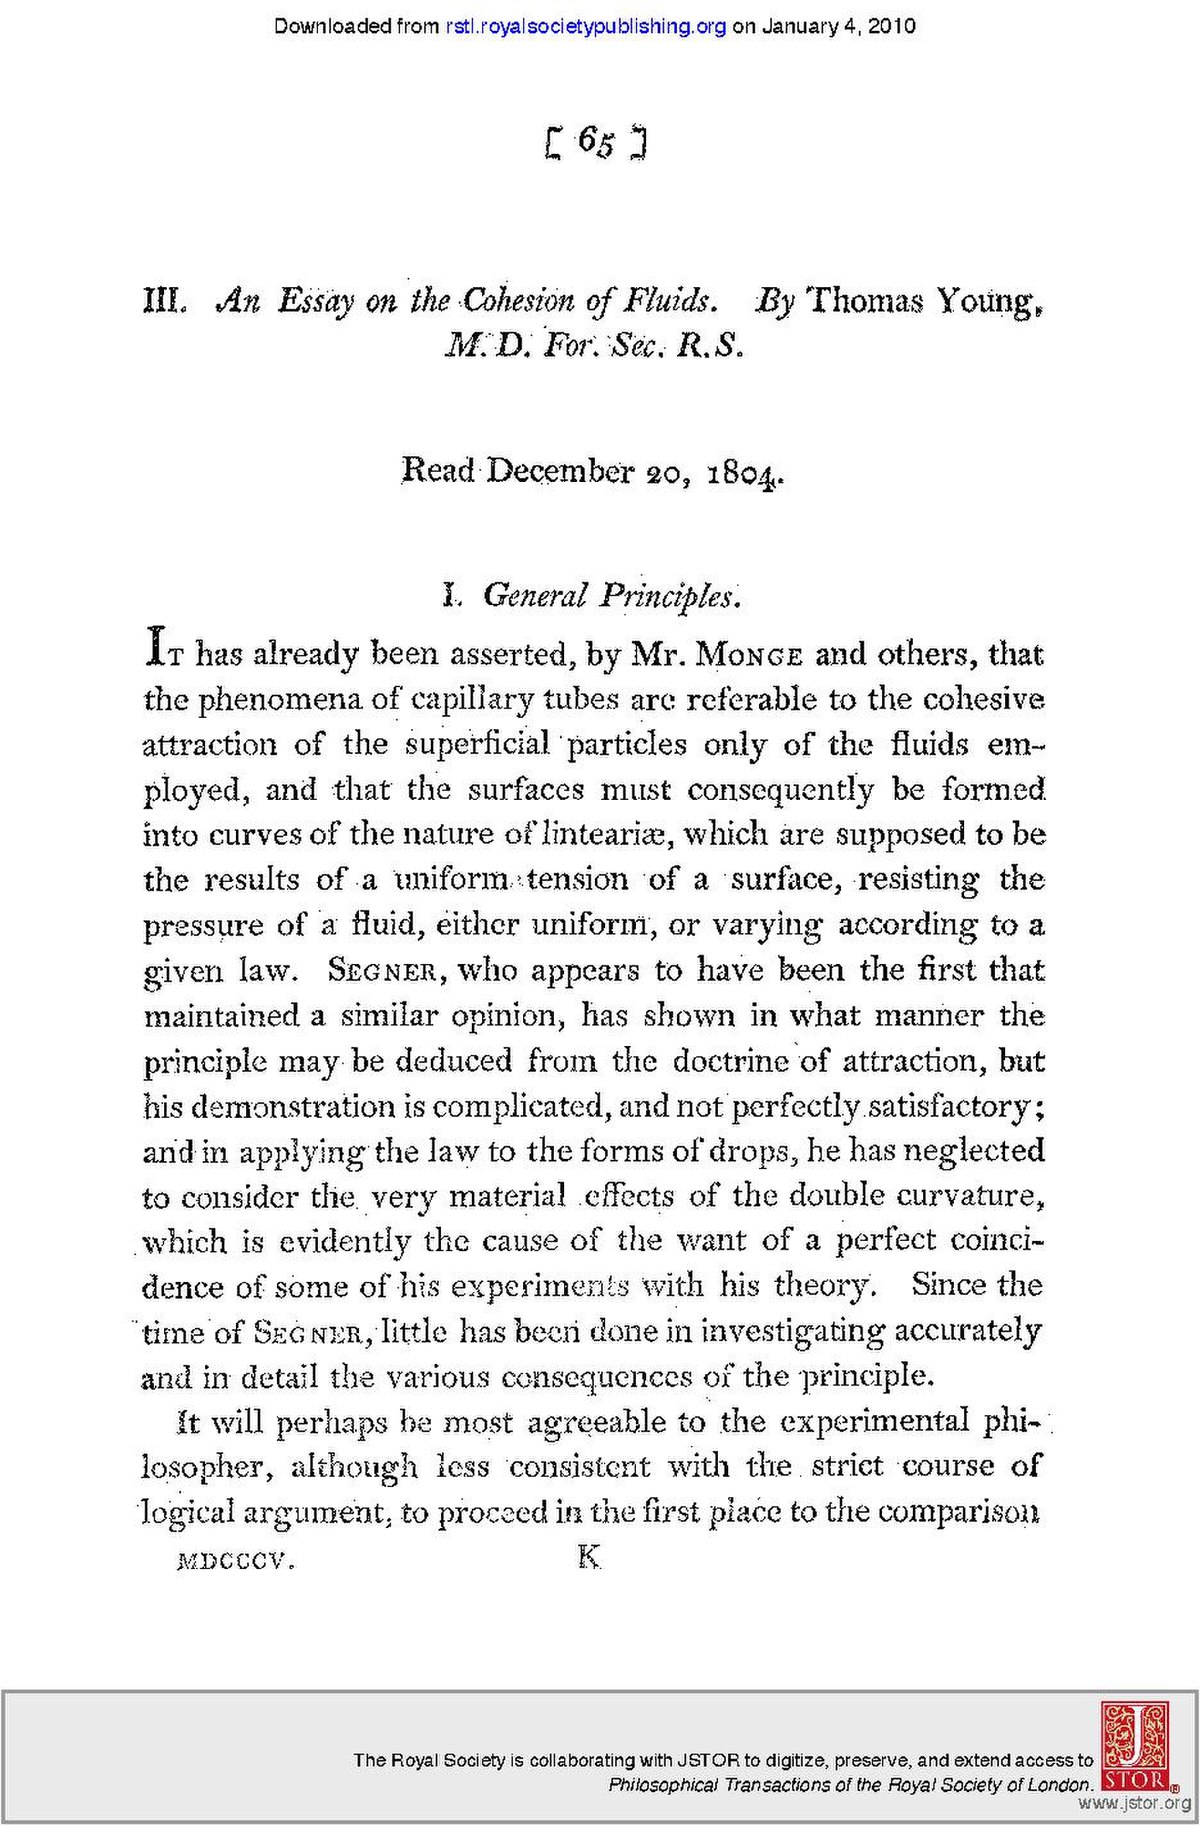 Downloaded from rstl.royalsocietypublishing.org on January 4, 2010
[ 65 ]
III. An Essay on the Cohesion of Fluids. By Thomas Young,
M. D. For. Sec. R. S.
Read December 20, 1804.
I. General Principles.
IT has already been asserted, by Mr. MONGE and others, that
the phenomena of capillary tubes are referable to the cohesive
attraction of the superficial particles only of the fluids em-
ployed, and that the surfaces must consequently be formed
into curves of the nature of linteariæ, which are supposed to be
the results of a uniform tension of a surface, resisting the
pressure of a fluid, either uniform, or varying according to a
given law. SEGNER, who appears to have been the first that
maintained a similar opinion, has shown in what manner the
principle may be deduced from the doctrine of attraction, but
his demonstration is complicated, and not perfectly satisfactory;
and in applying the law to the forms of drops, he has neglected
to consider the very material effects of the double curvature,
which is evidently the cause of the want of a perfect coinci-
dence of some of his experiments with his theory. Since the
time of SEGNER, little has been done in investigating accurately
and in detail the various consequences of the principle.
It will perhaps be most agreeable to the experimental phi-
losopher, although less consistent with the strict course of
logical argument, to proceed in the first place to the comparison
MDCCCV. K
The Royal Society is collaborating with JSTOR to digitize, preserve, and extend access to
Philosophical Transactions of the Royal Society of London.
JSTOR ®
www.jstor.org